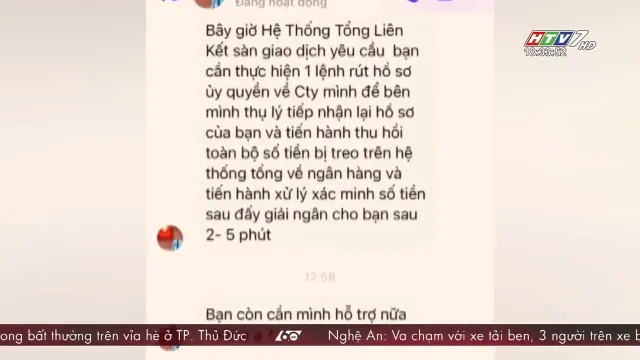 Đang hoạt động
HTV7 HD
18:33:52
Bây giờ Hệ Thống Tổng Liên
Kết sàn giao dịch yêu cầu bạn
cần thực hiện 1 lệnh rút hồ sơ
ủy quyền về Cty mình để bên
mình thụ lý tiếp nhận lại hồ sơ
của bạn và tiến hành thu hồi
toàn bộ số tiền bị treo trên hệ
thống tổng về ngân hàng và
tiến hành xử lý xác minh số tiền
sau đấy giải ngân cho bạn sau
2- 5 phút
12:58
Bạn còn cần mình hỗ trợ nữa
ong bất thường trên vỉa hè ở TP. Thủ Đức 60 Nghệ An: Va chạm với xe tải ben, 3 người trên xe b